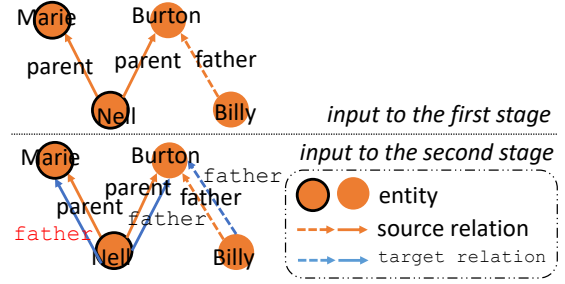 Marie Burton
parent parent father
Nell Billy
input to the first stage
input to the second stage
Marie Burton
parent parent father father
father father
Nell Billy
entity
source relation
target relation